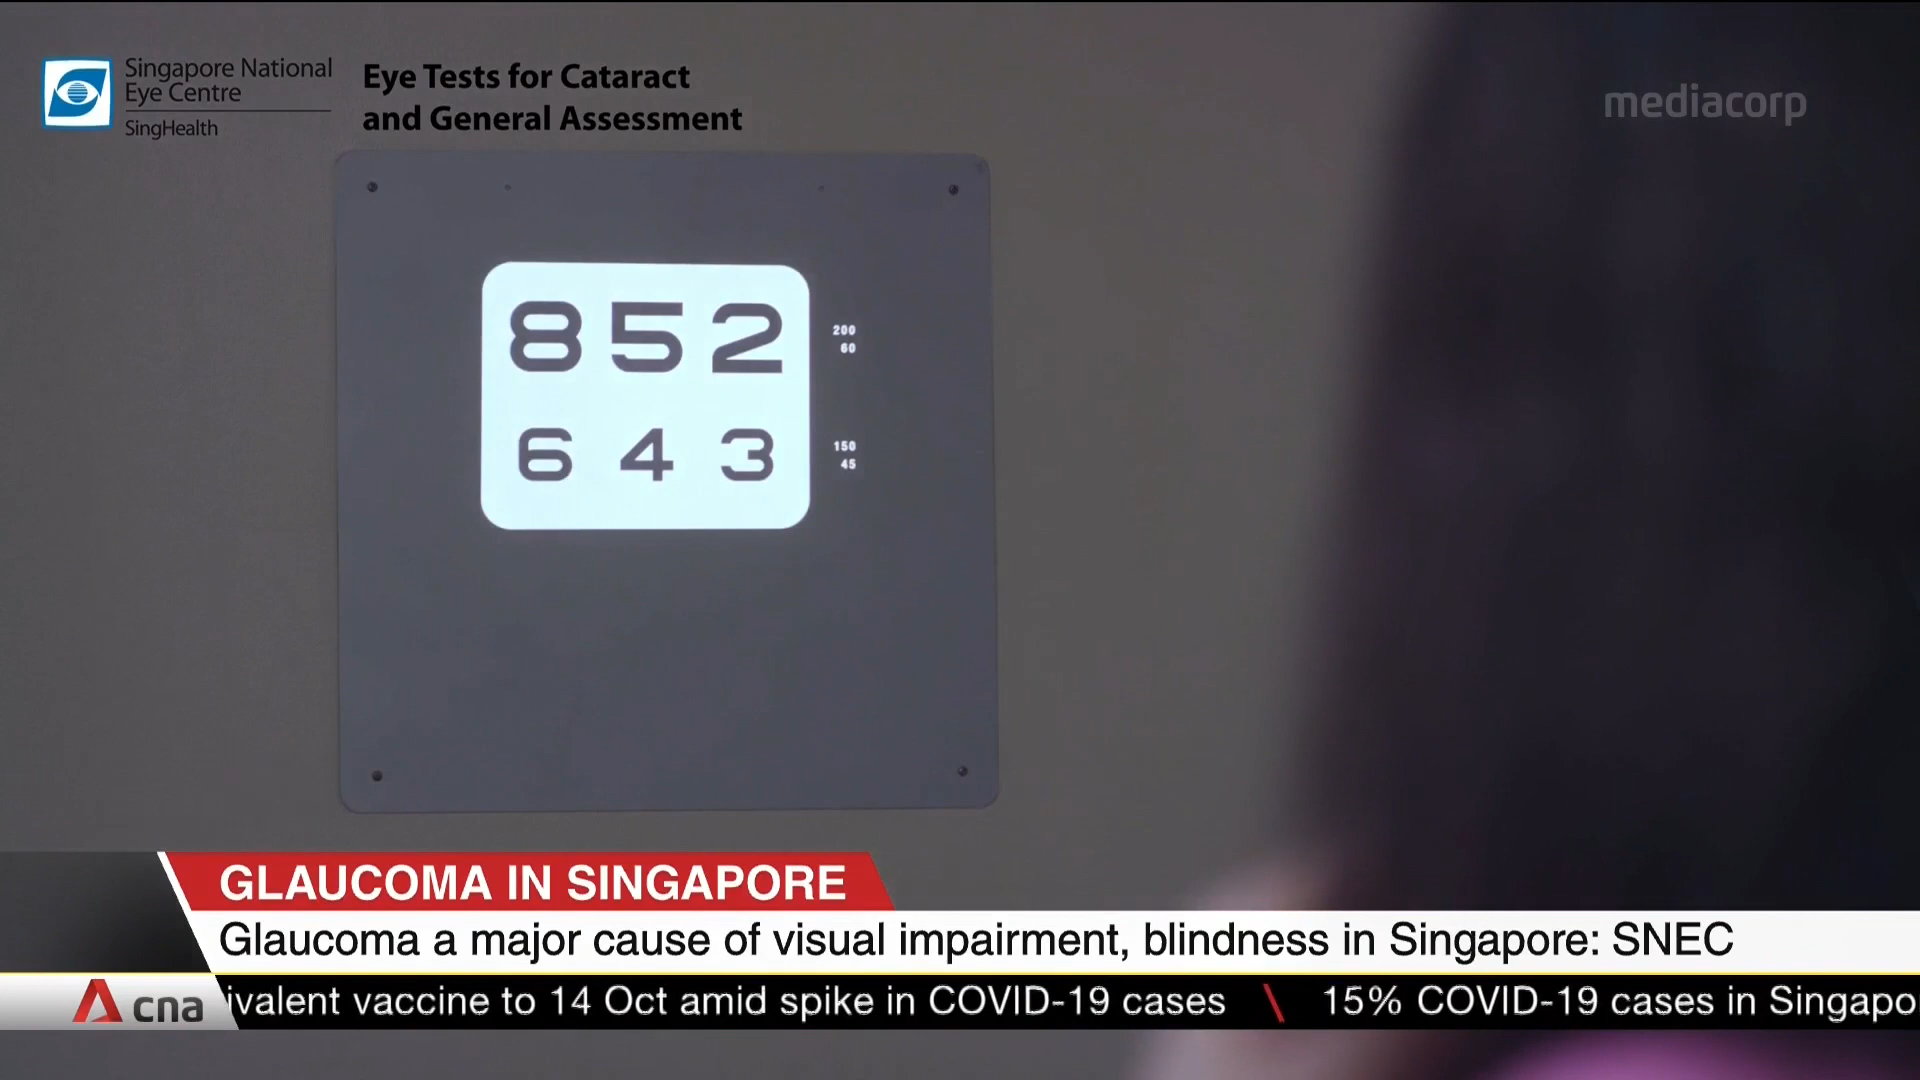 Singapore National
Eye Centre
SingHealth
Eye Tests for Cataract
and General Assessment
mediacorp
852
200
60
643
150
45
GLAUCOMA IN SINGAPORE
Glaucoma a major cause of visual impairment, blindness in Singapore: SNEC
cna
ivalent vaccine to 14 Oct amid spike in COVID-19 cases \ 15% COVID-19 cases in Singapo